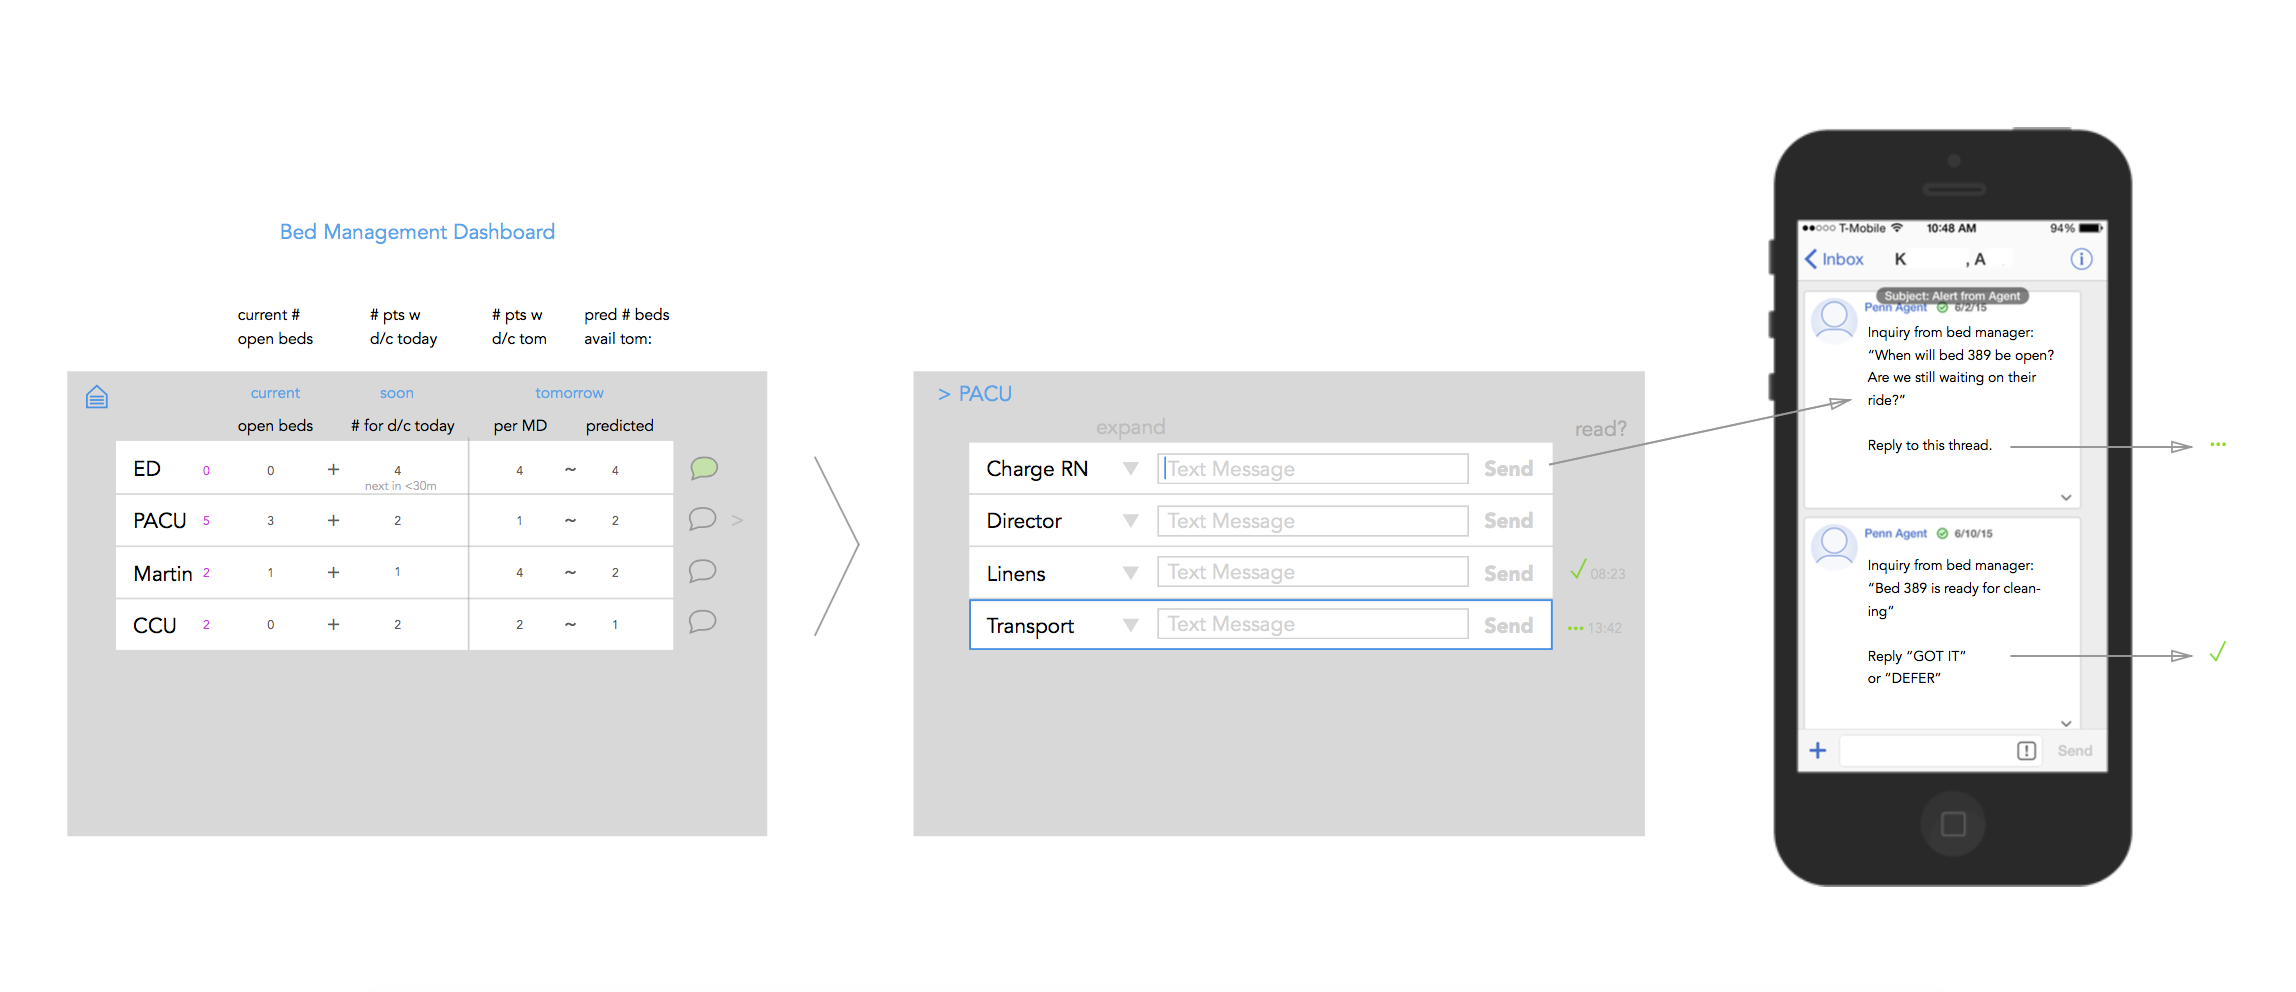 Bed Management Dashboard
current # # pts w # pts w pred # beds
open beds d/c today d/c tom avail tom:
current soon tomorrow
open beds # for d/c today per MD predicted
ED 0 0 + 4 4 ~ 4
next in <30m
PACU 5 3 + 2 1 ~ 2 >
Martin 2 1 + 1 4 ~ 2
CCU 2 0 + 2 2 ~ 1
> PACU
expand read?
Charge RN Text Message Send
Director Text Message Send
Linens Text Message Send ✓ 08:23
Transport Text Message Send ••• 13:42
●●○○○ T-Mobile 10:48 AM 94%
Inbox K , A i
Subject: Alert from Agent
Penn Agent 6/2/15
Inquiry from bed manager:
“When will bed 389 be open?
Are we still waiting on their
ride?”
Reply to this thread. •••
Penn Agent 6/10/15
Inquiry from bed manager:
“Bed 389 is ready for clean-
ing”
Reply “GOT IT” ✓
or “DEFER”
+ ! Send